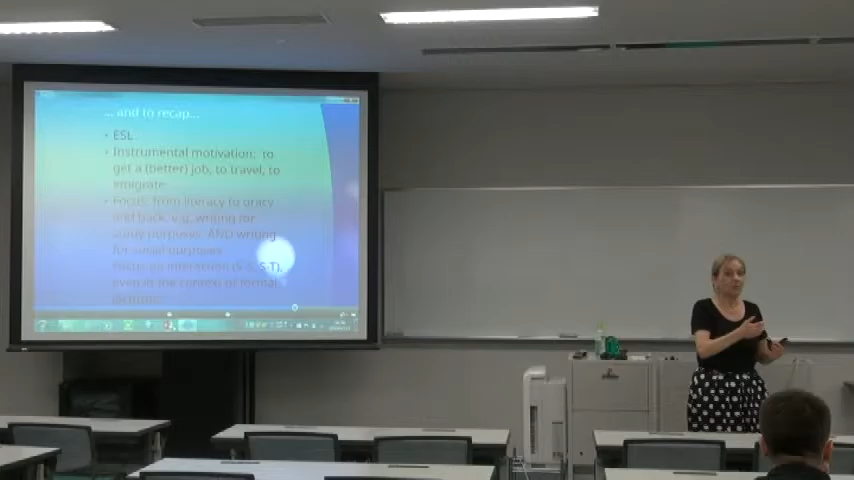 ... and to recap...
• ESL
• Instrumental motivation: to
get a (better) job, to travel, to
emigrate
• Focus: from literacy to oracy
and back, e.g. writing for
study purposes AND writing
for social purposes
Focus on interaction (S-S, S-T),
even in the context of formal